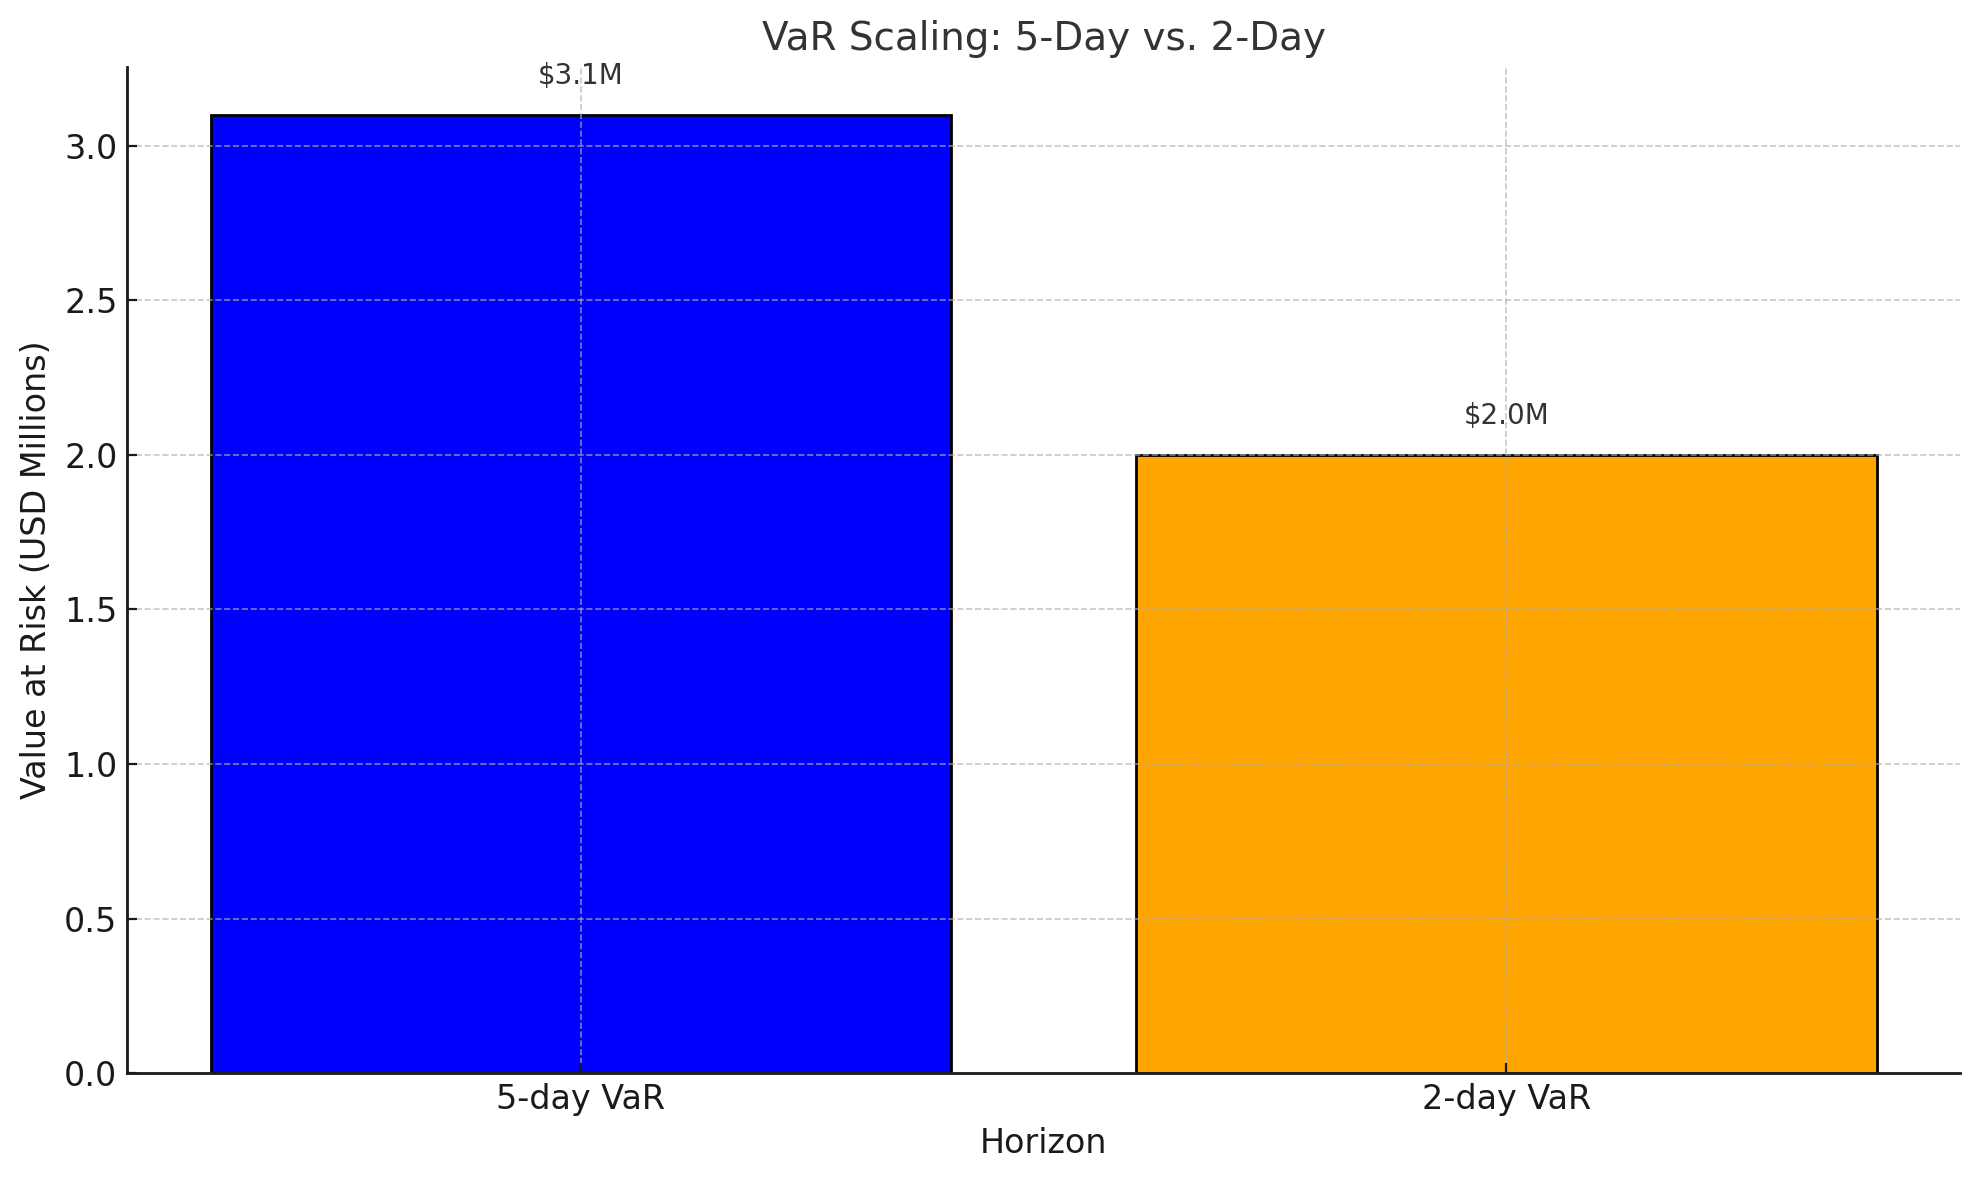 VaR Scaling: 5-Day vs. 2-Day
$3.1M
$2.0M
3.0
2.5
2.0
1.5
1.0
0.5
0.0
Value at Risk (USD Millions)
5-day VaR
2-day VaR
Horizon